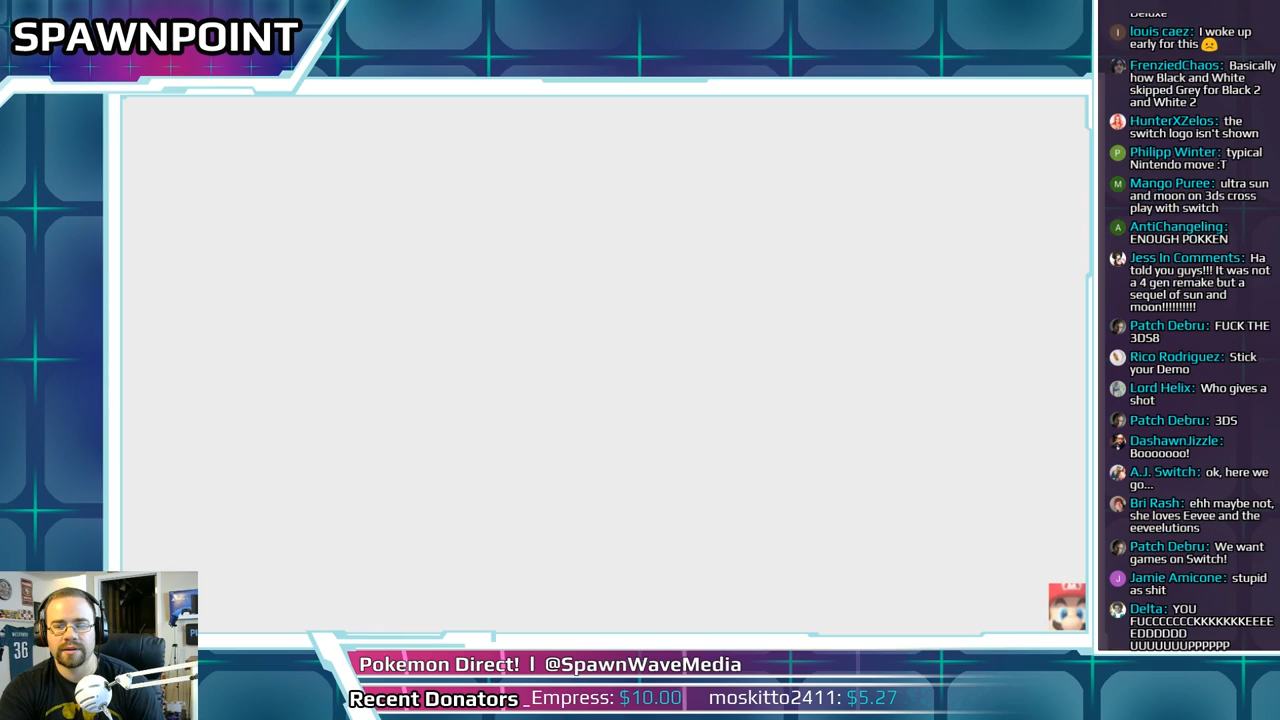 SPAWNPOINT
Deluxe
louis caez: I woke up
early for this
FrenziedChaos: Basically
how Black and White
skipped Grey for Black 2
and White 2
HunterXZelos: the
switch logo isn't shown
Philipp Winter: typical
Nintendo move :T
Mango Puree: ultra sun
and moon on 3ds cross
play with switch
AntiChangeling:
ENOUGH POKKEN
Jess In Comments: Ha
told you guys!!! It was not
a 4 gen remake but a
sequel of sun and
moon!!!!!!!!!!
Patch Debru: FUCK THE
3DS8
Rico Rodriguez: Stick
your Demo
Lord Helix: Who gives a
shot
Patch Debru: 3DS
DashawnJizzle:
Booooooo!
A.J. Switch: ok, here we
go...
Bri Rash: ehh maybe not,
she loves Eevee and the
eeveelutions
Patch Debru: We want
games on Switch!
Jamie Amicone: stupid
as shit
Delta: YOU
FUCCCCCCCKKKKKKKEEEE
EDDDDDD
UUUUUUUPPPPPP
36
Pokemon Direct! | @SpawnWaveMedia
Recent Donators _Empress: $10.00 moskitto2411: $5.27